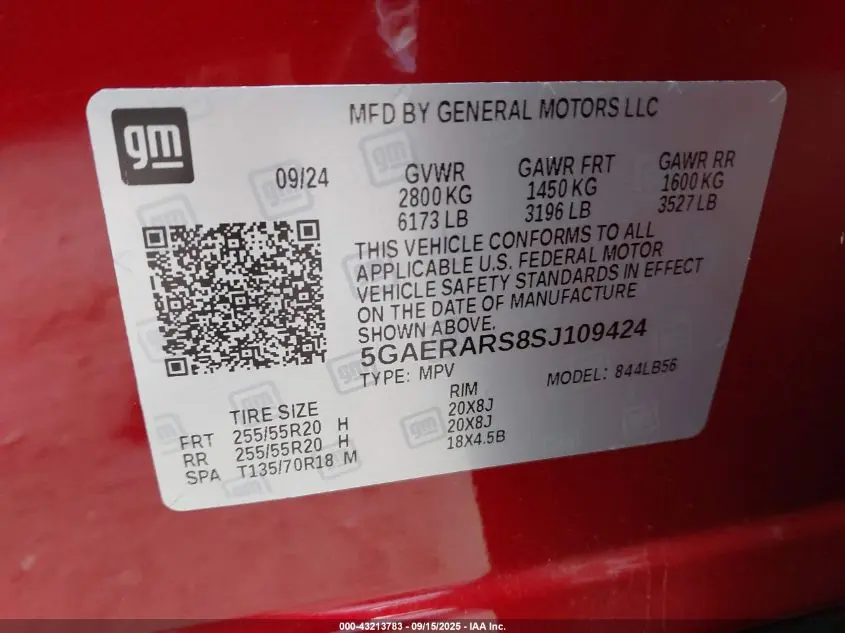 gm
MFD BY GENERAL MOTORS LLC
09/24
GVWR GAWR FRT GAWR RR
2800 KG 1450 KG 1600 KG
6173 LB 3196 LB 3527 LB
THIS VEHICLE CONFORMS TO ALL
APPLICABLE U.S. FEDERAL MOTOR
VEHICLE SAFETY STANDARDS IN EFFECT
ON THE DATE OF MANUFACTURE
SHOWN ABOVE.
5GAERARS8SJ109424
TYPE: MPV MODEL: 844LB56
TIRE SIZE RIM
FRT 255/55R20 H 20X8J
RR 255/55R20 H 20X8J
SPA T135/70R18 M 18X4.5B
000-43213783 - 09/15/2025 - IAA Inc.